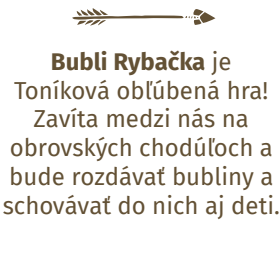 Bubli Rybačka je
Toníková obľúbená hra!
Zavíta medzi nás na
obrovských chodúľoch a
bude rozdávať bubliny a
schovávať do nich aj deti.